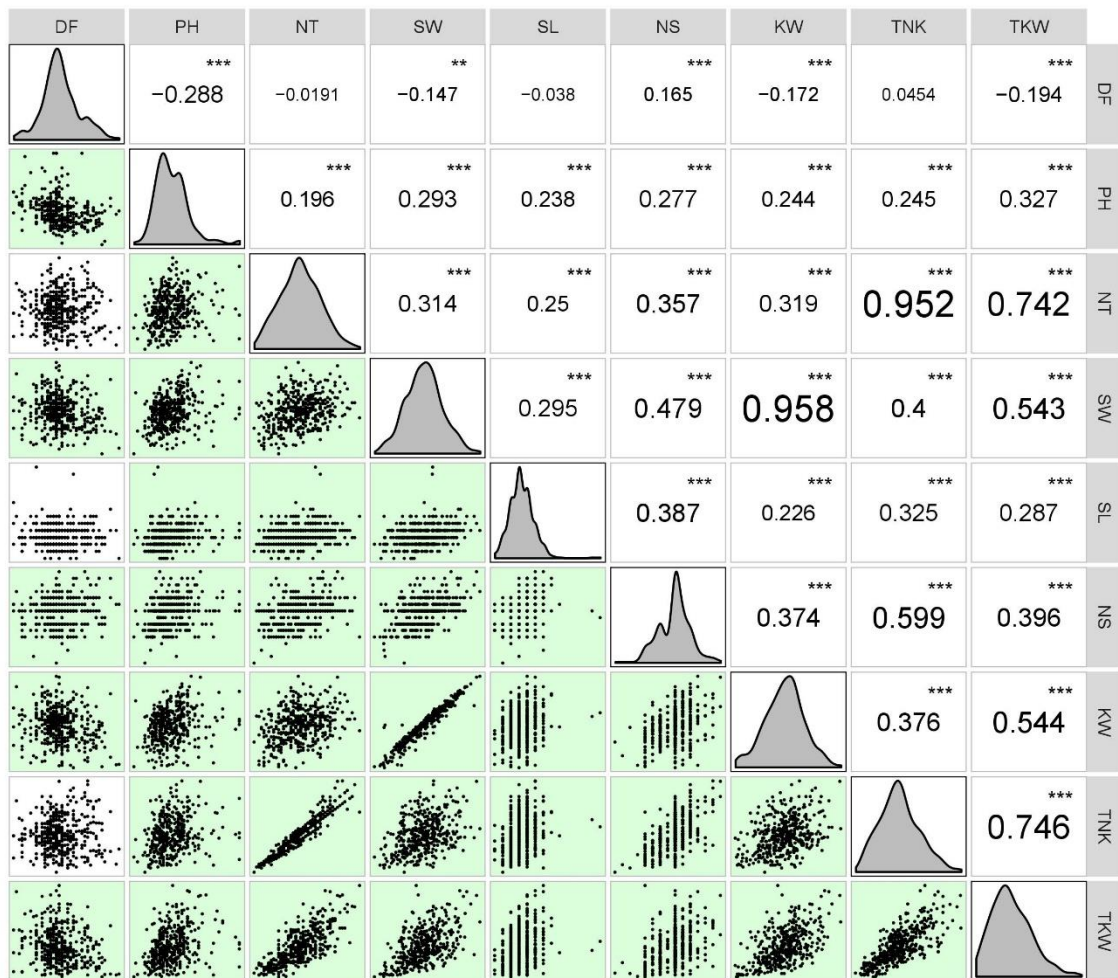 DF PH NT SW SL NS KW TNK TKW
*** ** *** *** ***
−0.288 −0.0191 −0.147 −0.038 0.165 −0.172 0.0454 −0.194 DF
*** *** *** *** *** *** ***
0.196 0.293 0.238 0.277 0.244 0.245 0.327 PH
*** *** *** *** *** ***
0.314 0.25 0.357 0.319 0.952 0.742 NT
*** *** *** *** ***
0.295 0.479 0.958 0.4 0.543 SW
*** *** *** ***
0.387 0.226 0.325 0.287 SL
*** *** ***
0.374 0.599 0.396 NS
*** ***
0.376 0.544 KW
***
0.746 TNK
TKW